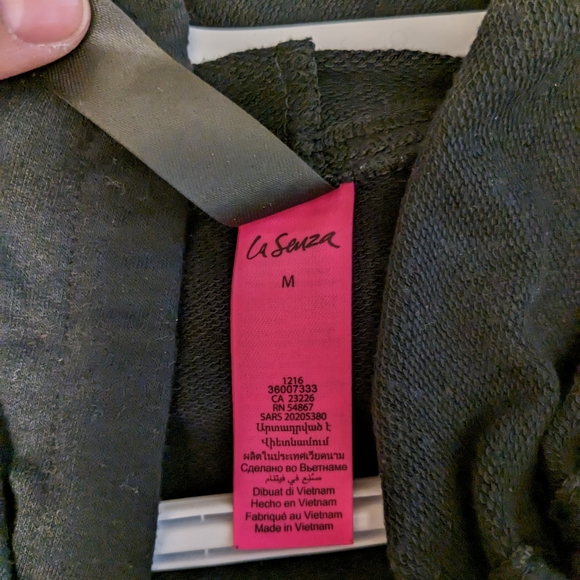 La Senza
M
1216
36007333
CA 23226
RN 54867
SARS 20205380
Արտադրված է
Վիետնամում
ผลิตในประเทศเวียดนาม
Сделано во Вьетнаме
صنع في فيتنام
Dibuat di Vietnam
Hecho en Vietnam
Fabriqué au Vietnam
Made in Vietnam